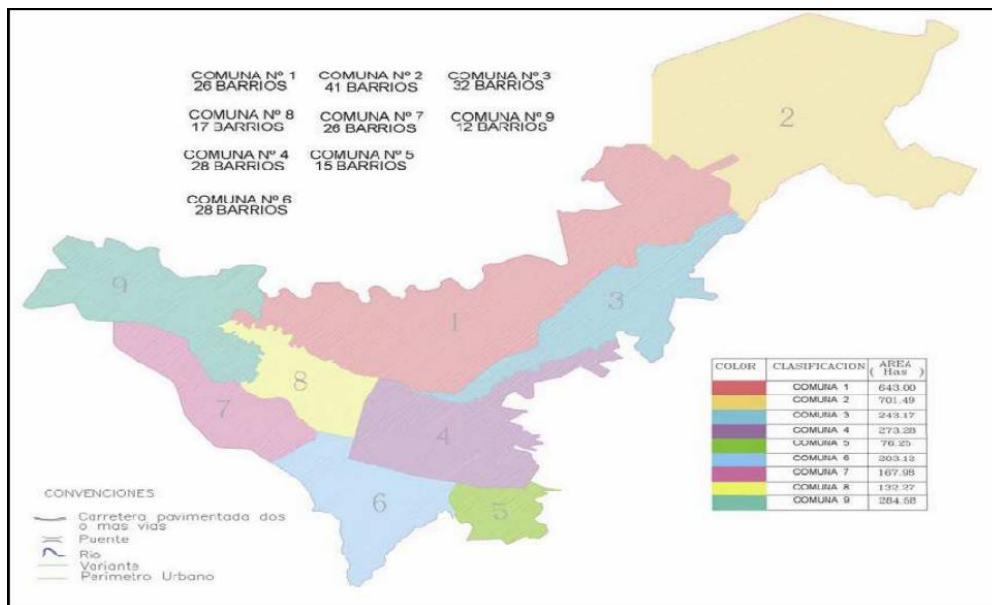 COMUNA Nº 1
26 BARRIOS
COMUNA Nº 2
41 BARRIOS
COMUNA Nº 3
32 BARRIOS
COMUNA Nº 8
17 BARRIOS
COMUNA Nº 7
26 BARRIOS
COMUNA Nº 9
12 BARRIOS
COMUNA Nº 4
28 BARRIOS
COMUNA Nº 5
15 BARRIOS
COMUNA Nº 6
28 BARRIOS
2
9
1
3
8
7
4
6
5
COLOR CLASIFICACION AREA ( Has )
COMUNA 1 643.00
COMUNA 2 701.49
COMUNA 3 243.17
COMUNA 4 273.28
COMUNA 5 76.25
COMUNA 6 203.12
COMUNA 7 167.98
COMUNA 8 132.27
COMUNA 9 284.58
CONVENCIONES
Carretera pavimentada dos
o mas vias
Puente
Rio
Variante
Perimetro Urbano